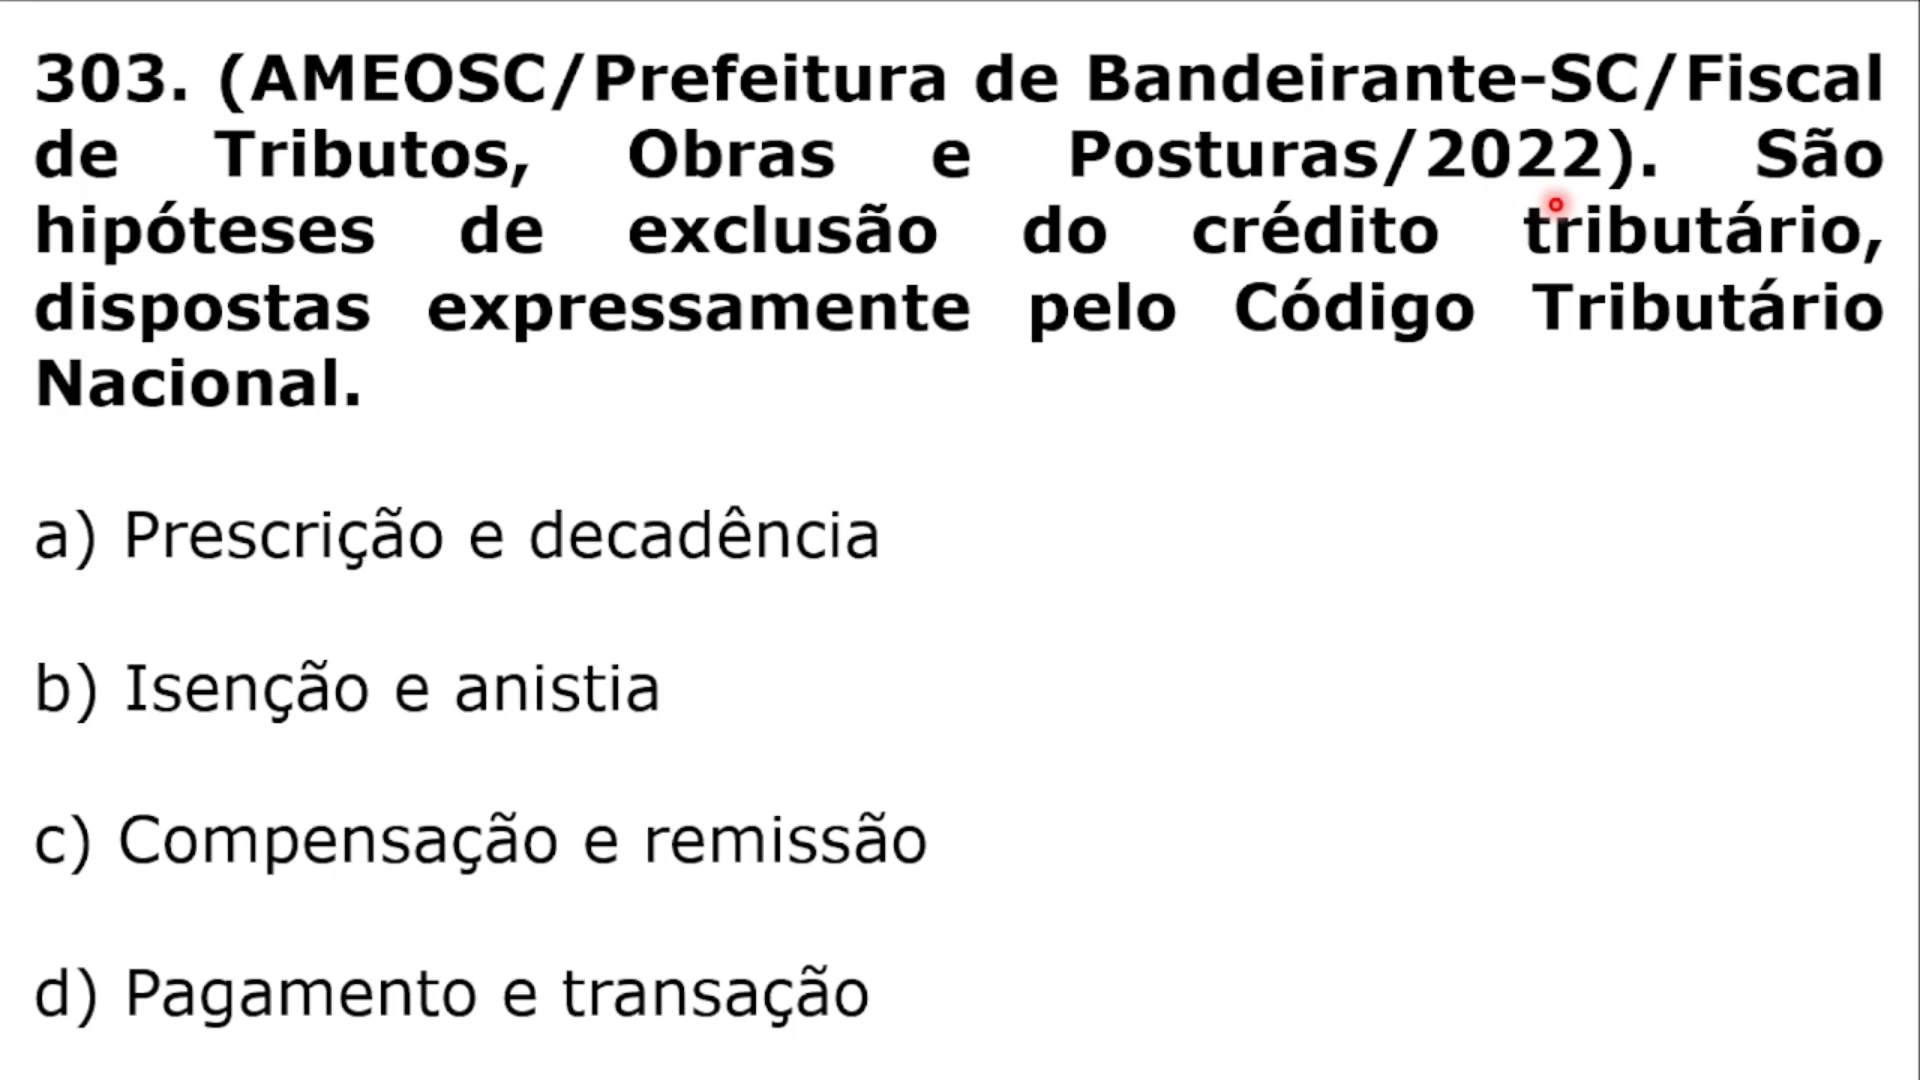 303. (AMEOSC/Prefeitura de Bandeirante-SC/Fiscal
de Tributos, Obras e Posturas/2022). São
hipóteses de exclusão do crédito tributário,
dispostas expressamente pelo Código Tributário
Nacional.
a) Prescrição e decadência
b) Isenção e anistia
c) Compensação e remissão
d) Pagamento e transação